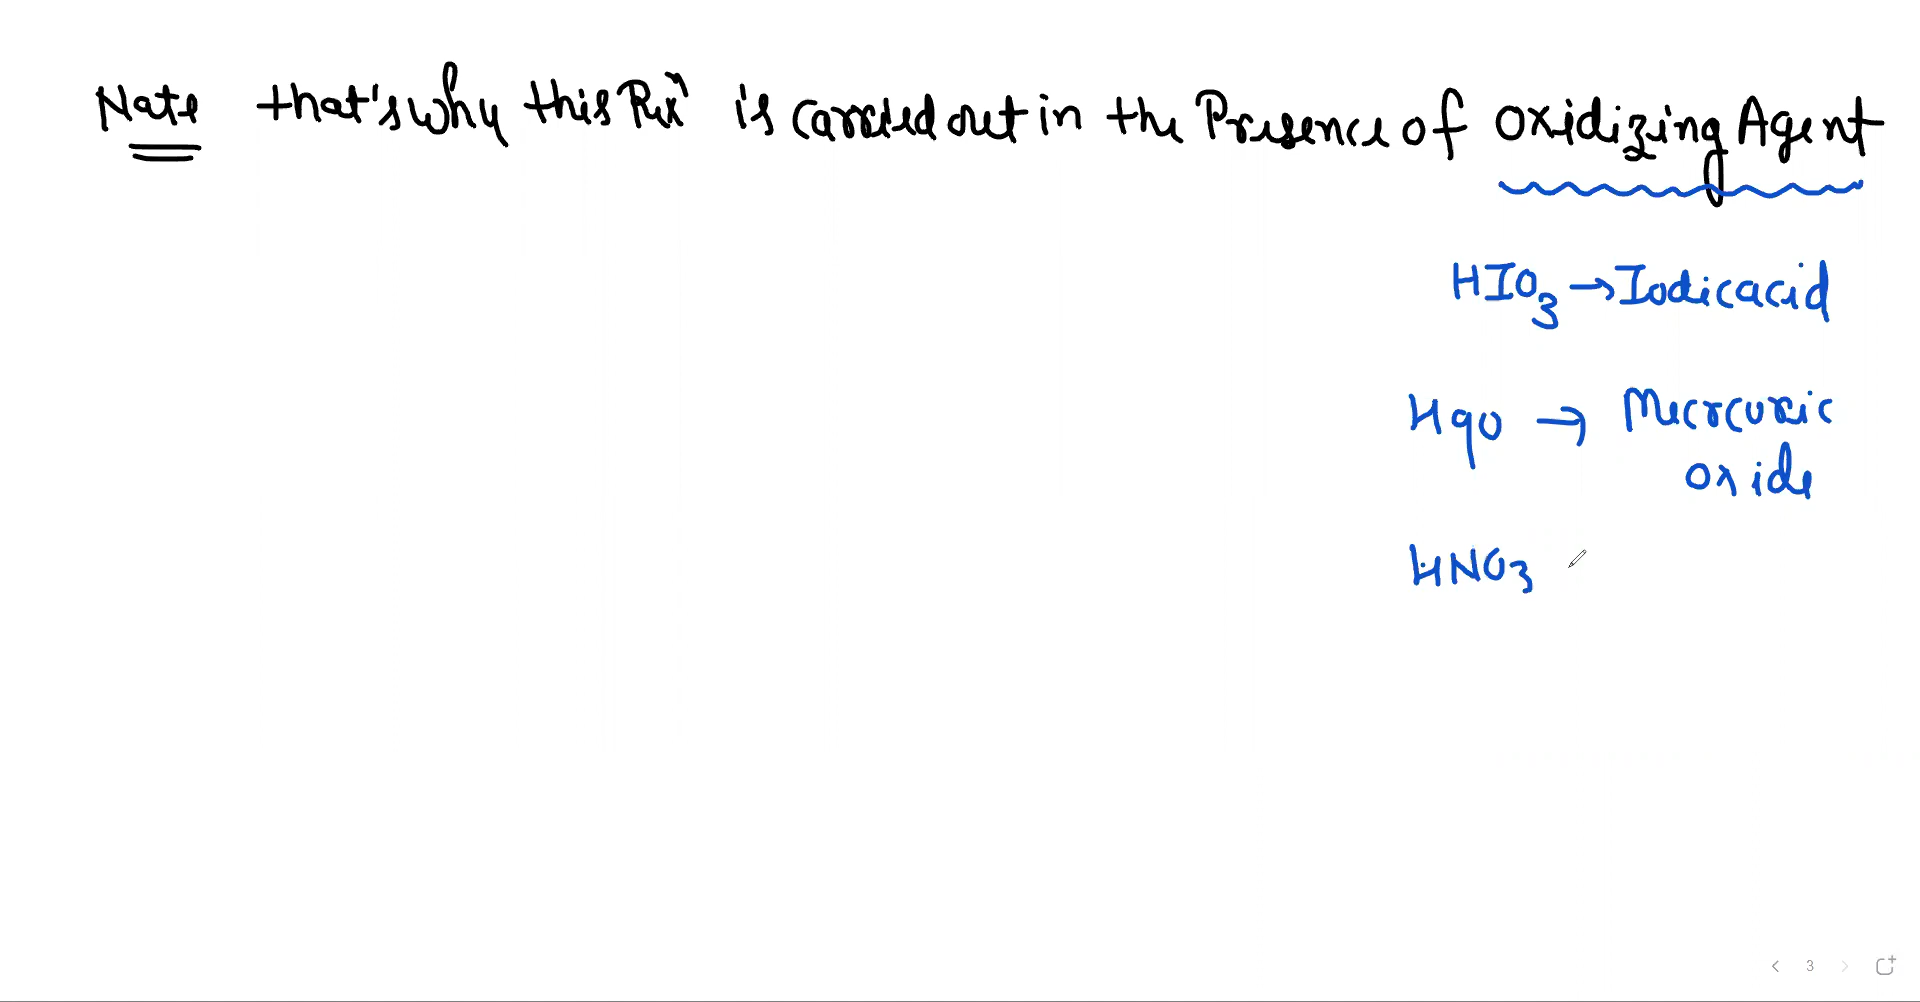 Note that's why this Rxⁿ is carried out in the Presence of oxidizing Agent
HIO₃ → Iodic acid
HgO → Mercuric
oxide
HNO₃
3